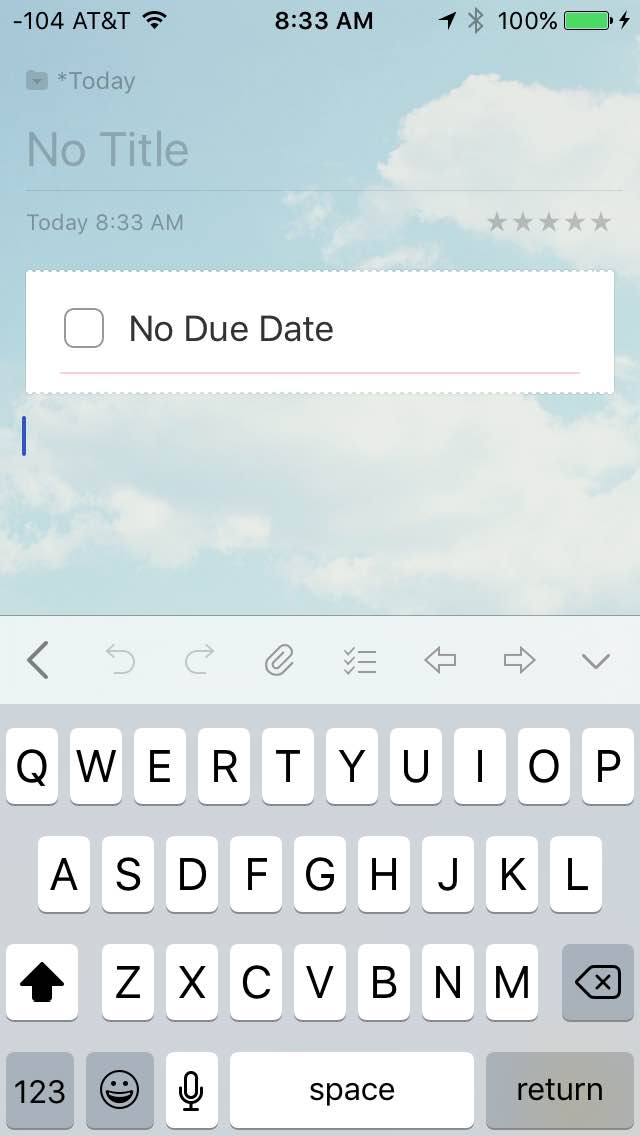 -104 AT&T 8:33 AM 100%
*Today
No Title
Today 8:33 AM
No Due Date
Q W E R T Y U I O P
A S D F G H J K L
Z X C V B N M
123 space return